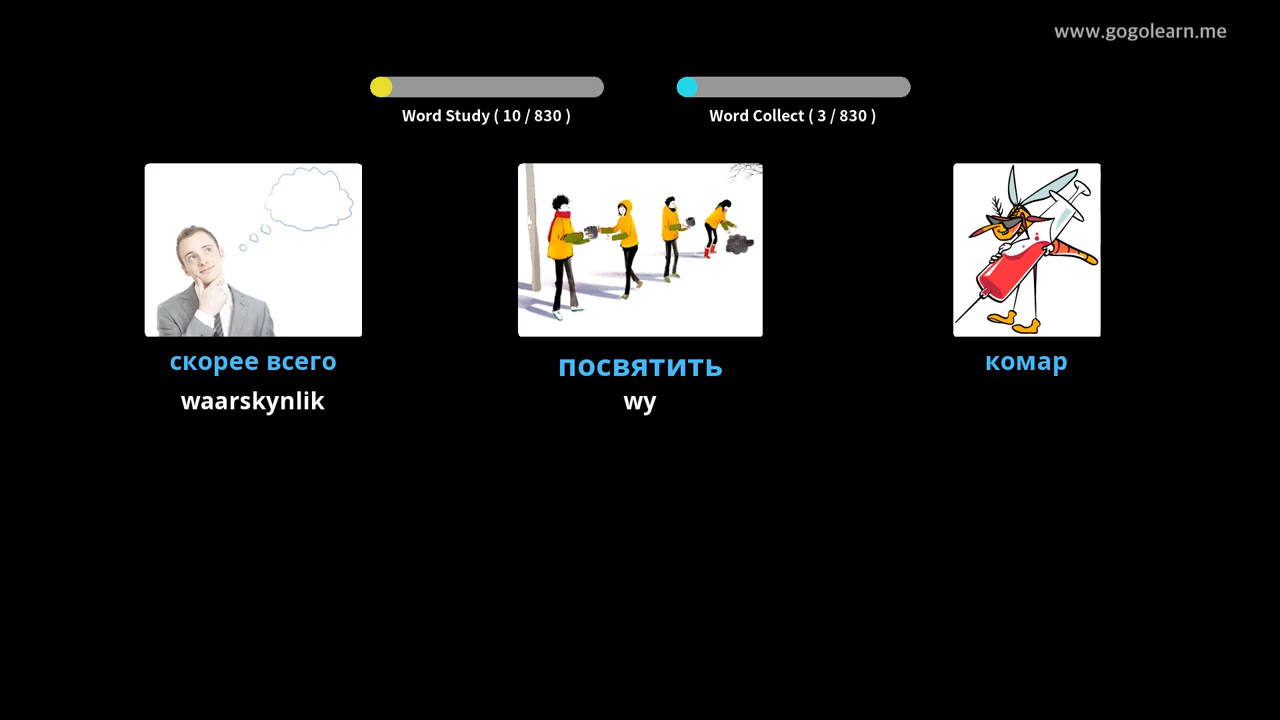 www.gogolearn.me
Word Study ( 10 / 830 )
Word Collect ( 3 / 830 )
скорее всего
waarskynlik
посвятить
wy
комар